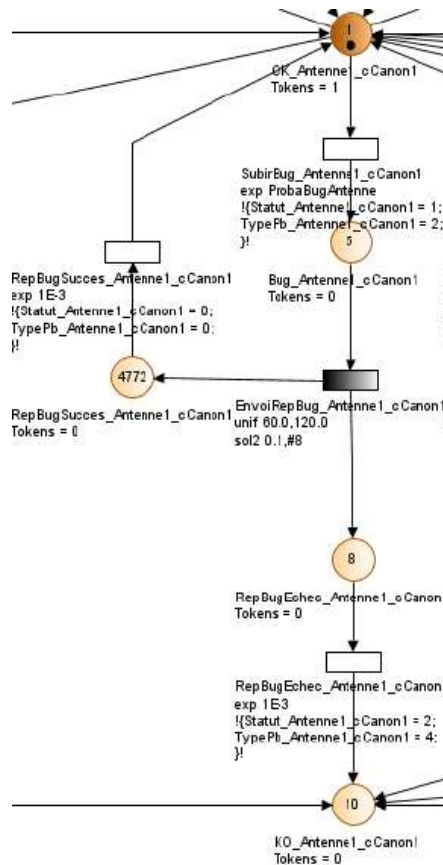 1
OK_Antenne1_cCanon1
Tokens = 1
SubirBug_Antenne1_cCanon1
exp ProbaBugAntenne
!{Statut_Antenne1_cCanon1 = 1;
TypePb_Antenne1_cCanon1 = 2;
}!
5
Bug_Antenne1_cCanon1
Tokens = 0
RepBugSucces_Antenne1_cCanon1
exp 1E-3
!{Statut_Antenne1_cCanon1 = 0;
TypePb_Antenne1_cCanon1 = 0;
}!
4772
RepBugSucces_Antenne1_cCanon1
Tokens = 0
EnvoiRepBug_Antenne1_cCanon1
unif 60.0,120.0
sol2 0.1,#8
8
RepBugEchec_Antenne1_cCanon
Tokens = 0
RepBugEchec_Antenne1_cCanon
exp 1E-3
!{Statut_Antenne1_cCanon1 = 2;
TypePb_Antenne1_cCanon1 = 4;
}!
10
KO_Antenne1_cCanon1
Tokens = 0